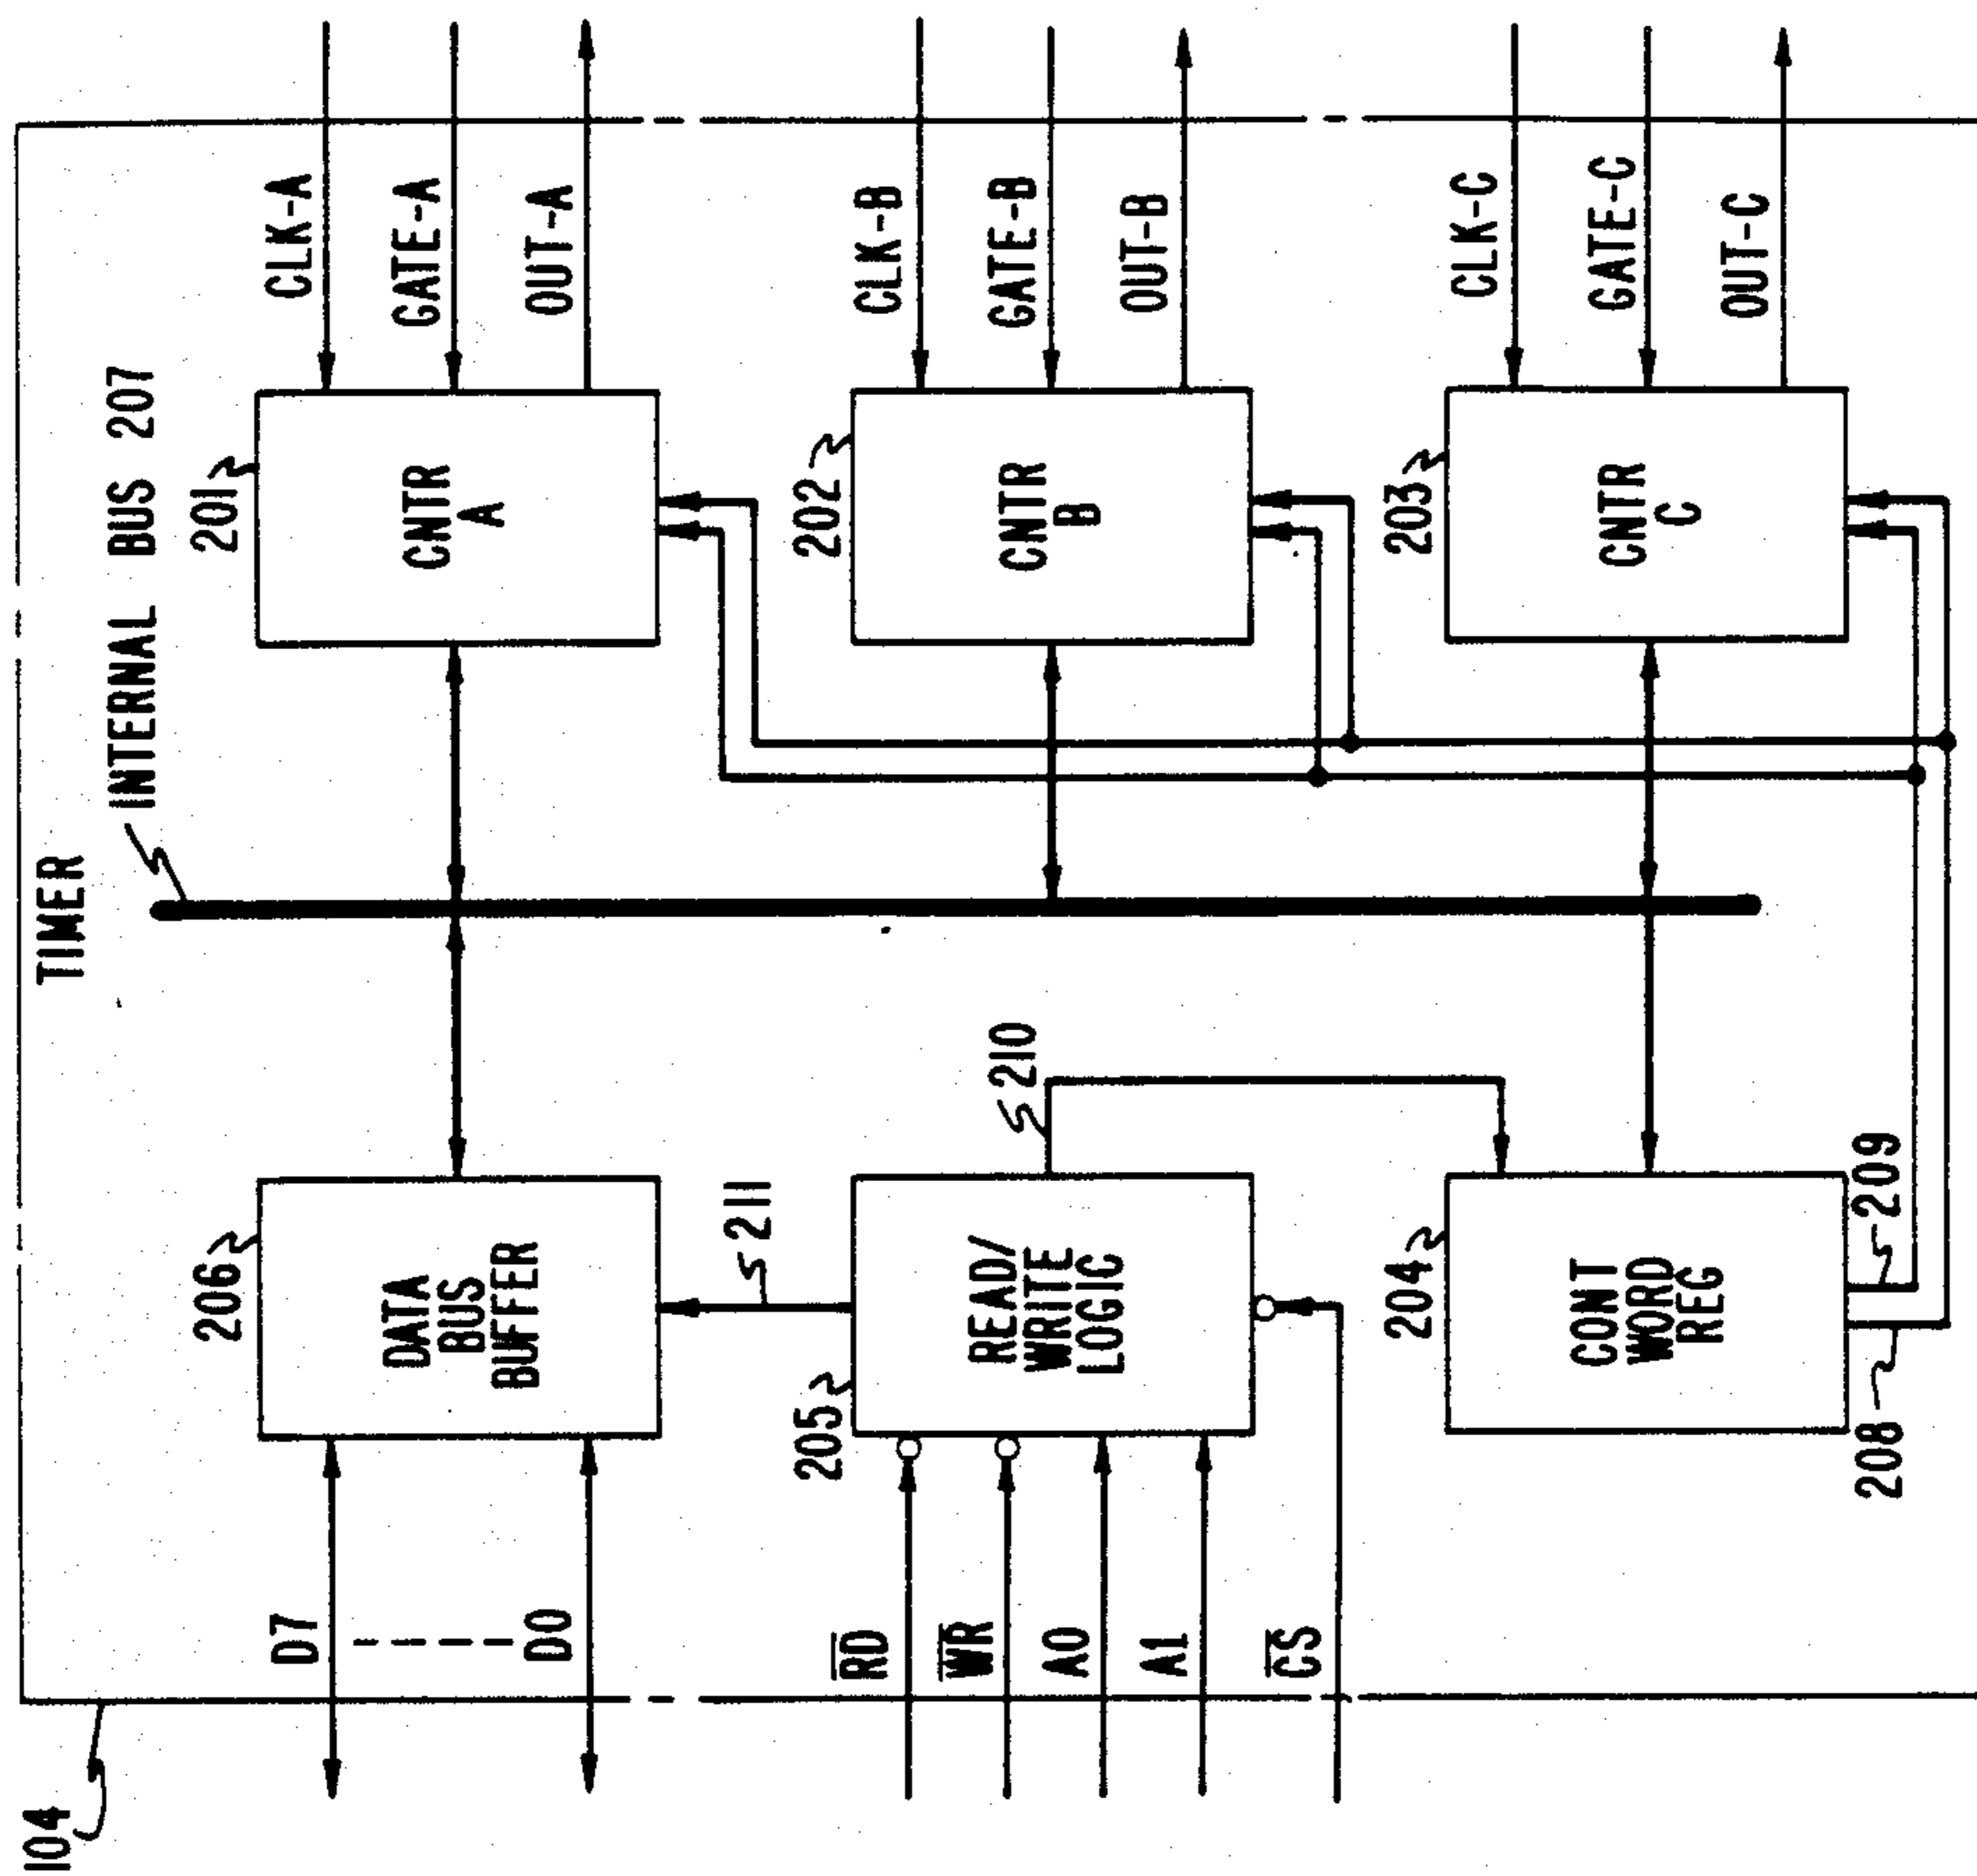 104
TIMER
INTERNAL BUS 207
D7
D0
206
DATA
BUS
BUFFER
201
CNTR
A
CLK-A
GATE-A
OUT-A
211
RD
WR
A0
A1
CS
205
READ/
WRITE
LOGIC
210
202
CNTR
B
CLK-B
GATE-B
OUT-B
204
CONT
WORD
REG
208
209
203
CNTR
C
CLK-C
GATE-C
OUT-C